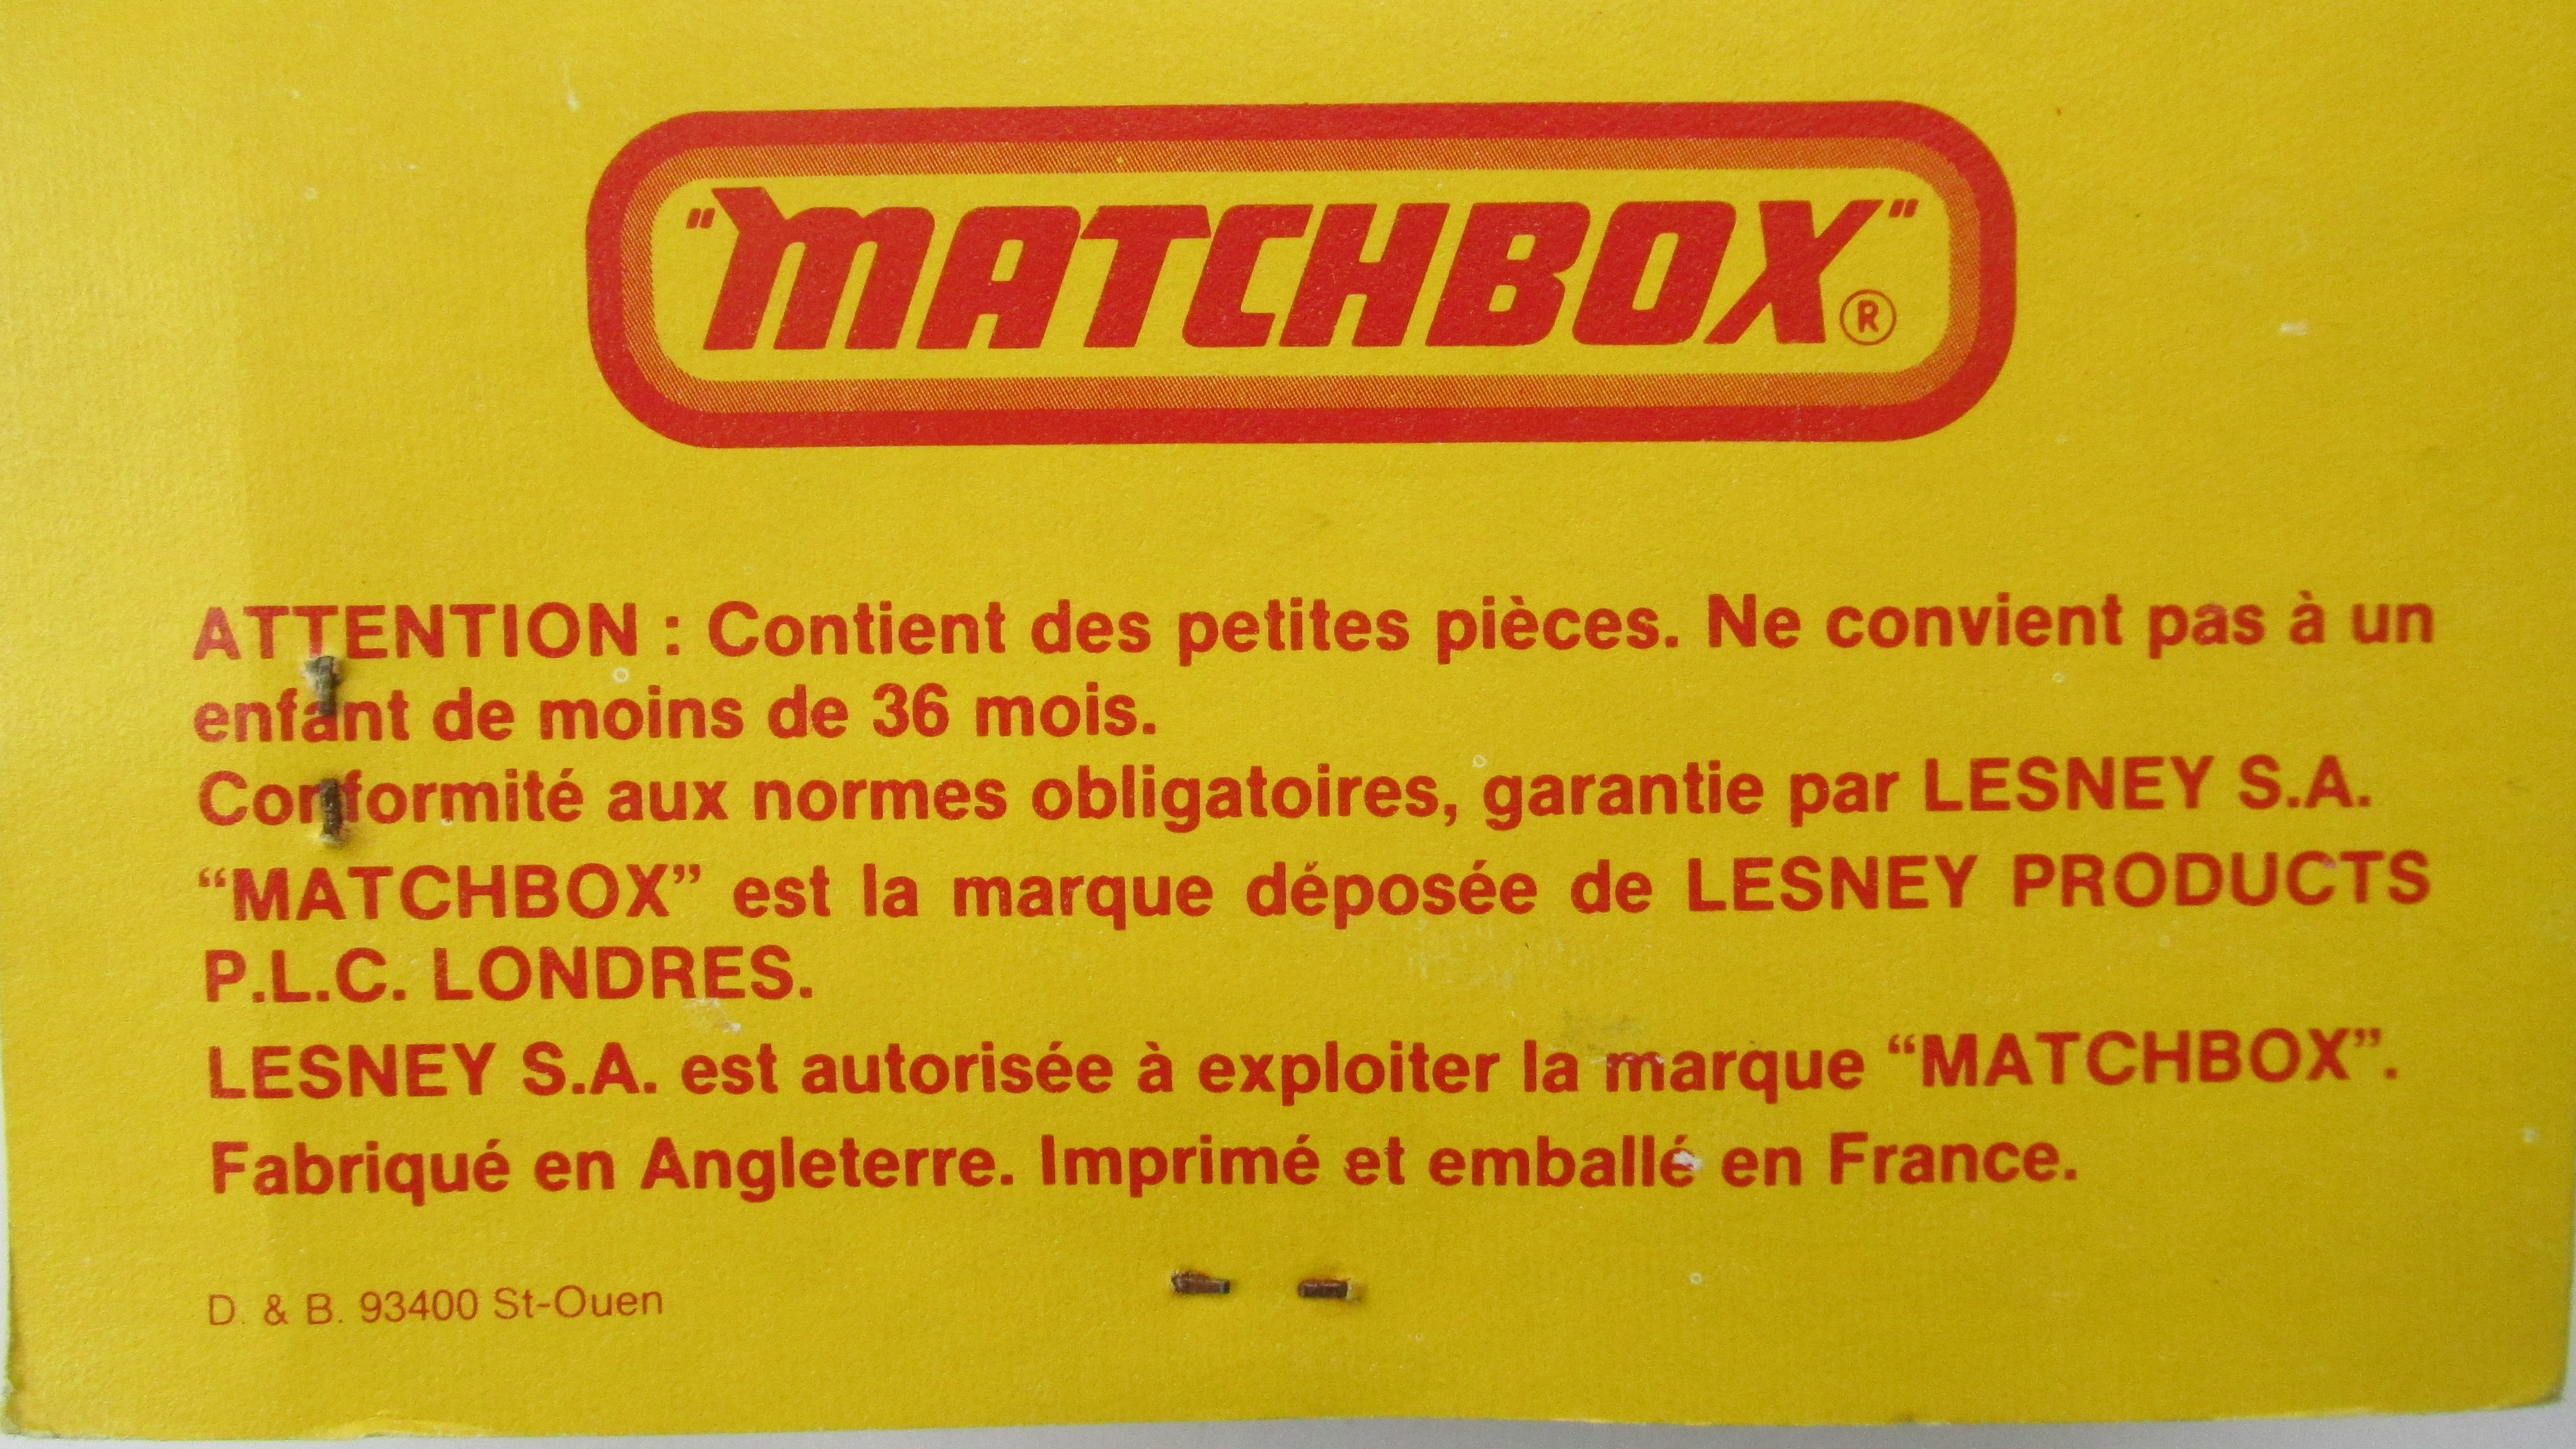 "MATCHBOX"®
ATTENTION : Contient des petites pièces. Ne convient pas à un
enfant de moins de 36 mois.
Conformité aux normes obligatoires, garantie par LESNEY S.A.
“MATCHBOX” est la marque déposée de LESNEY PRODUCTS
P.L.C. LONDRES.
LESNEY S.A. est autorisée à exploiter la marque “MATCHBOX”.
Fabriqué en Angleterre. Imprimé et emballé en France.
D. & B. 93400 St-Ouen